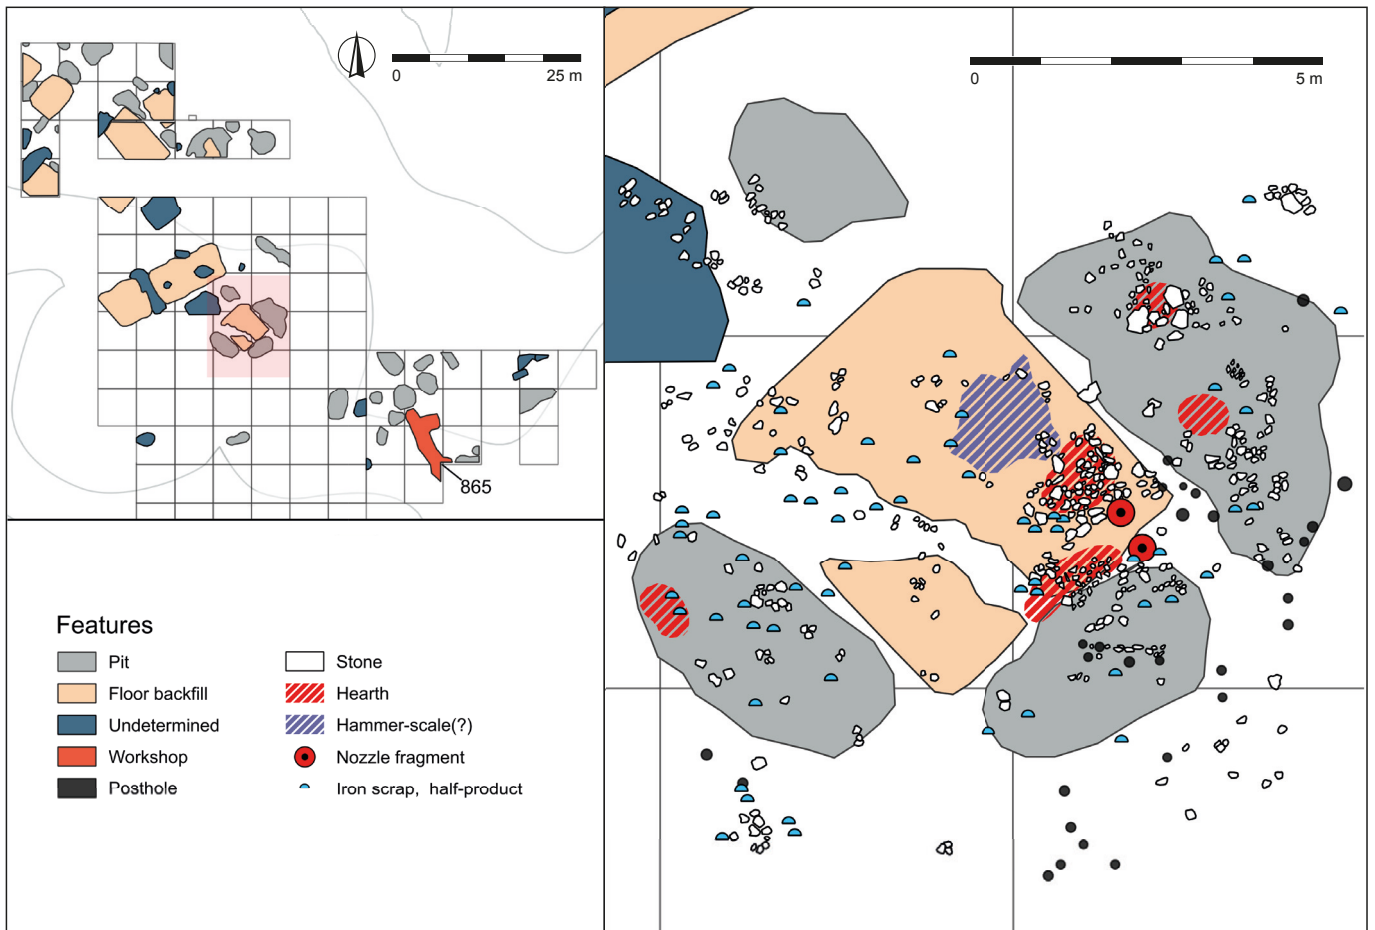 0 25 m
0 5 m
865
Features
Pit
Floor backfill
Undetermined
Workshop
Posthole
Stone
Hearth
Hammer-scale(?)
Nozzle fragment
Iron scrap, half-product